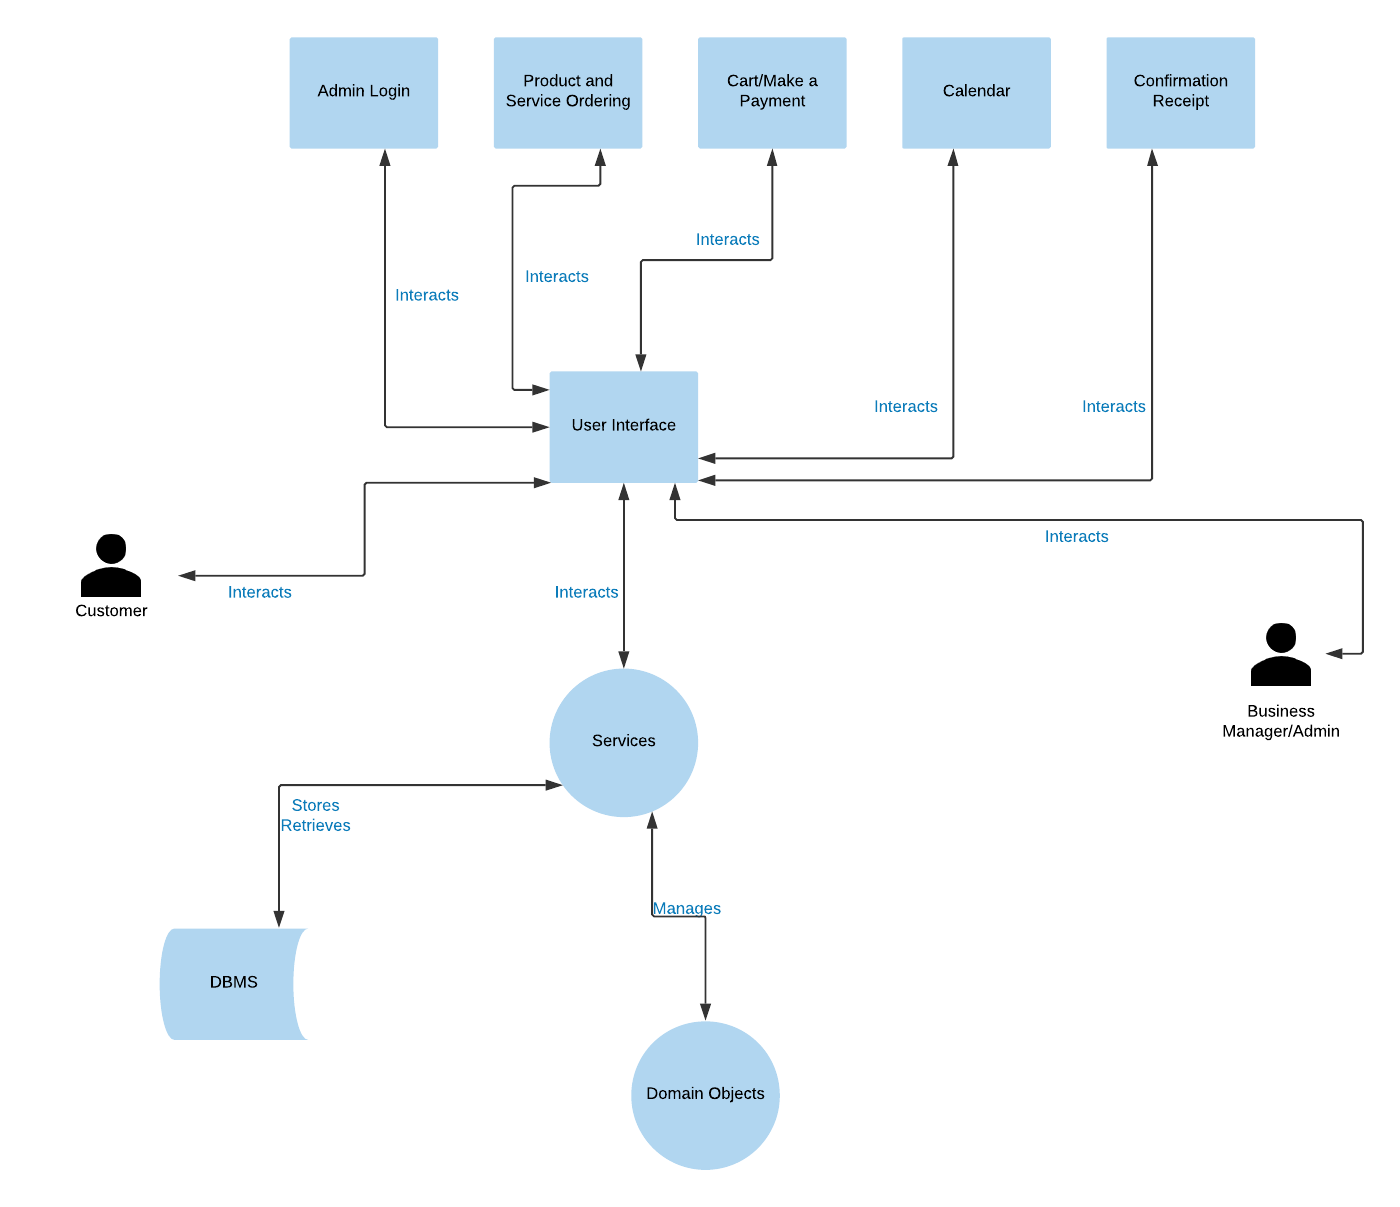 Admin Login
Product and
Service Ordering
Cart/Make a
Payment
Calendar
Confirmation
Receipt
Interacts
Interacts
Interacts
Interacts
Interacts
User Interface
Interacts
Customer
Interacts
Interacts
Business
Manager/Admin
Services
Stores
Retrieves
Manages
DBMS
Domain Objects